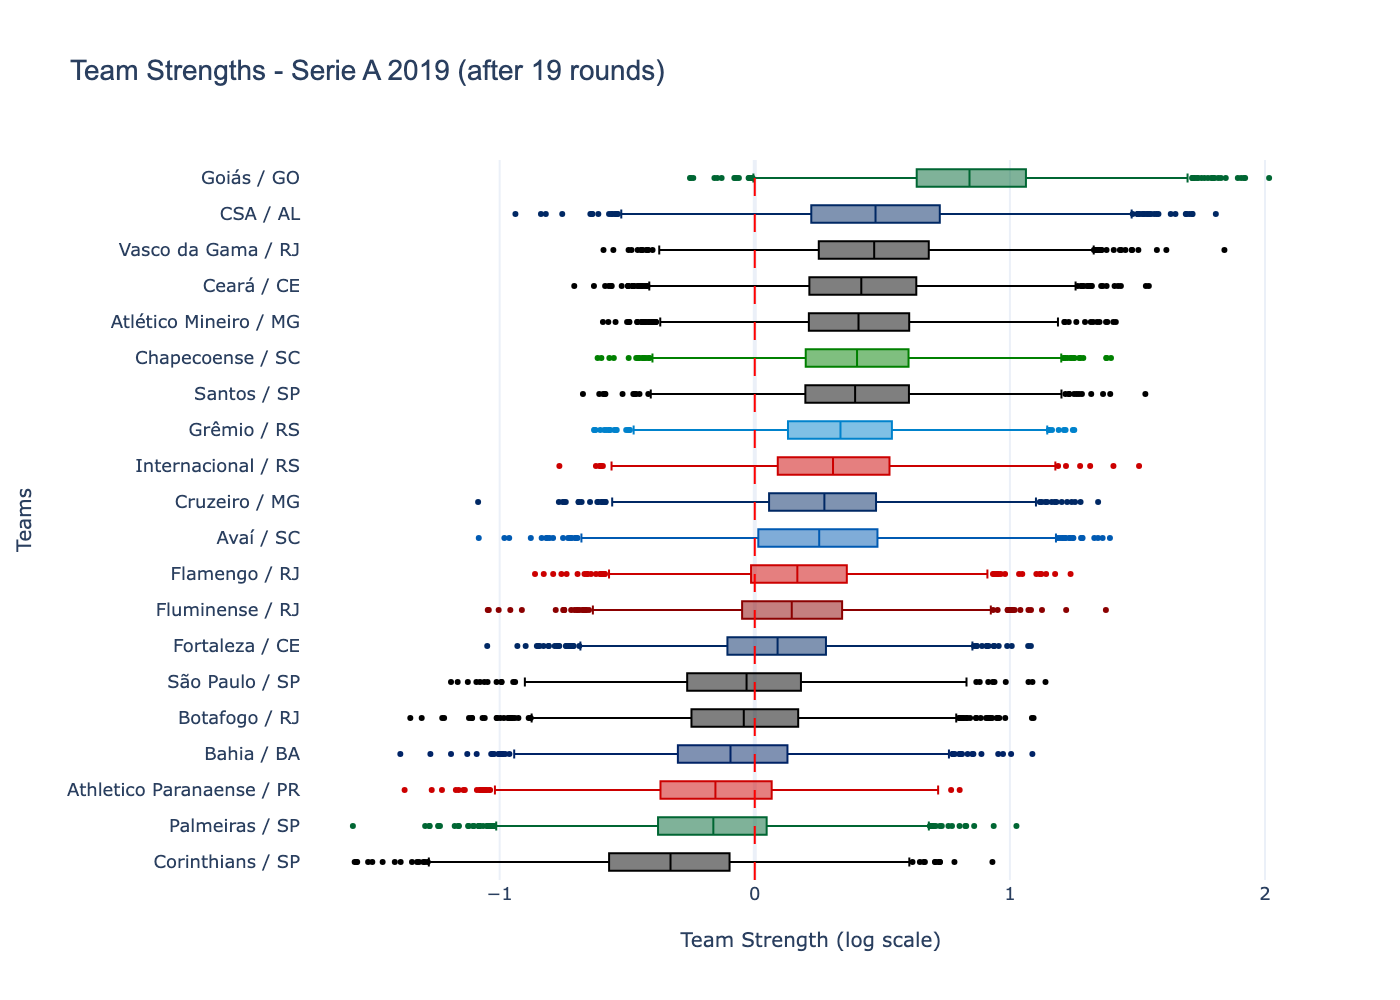 Team Strengths - Serie A 2019 (after 19 rounds)
Goiás / GO
CSA / AL
Vasco da Gama / RJ
Ceará / CE
Atlético Mineiro / MG
Chapecoense / SC
Santos / SP
Grêmio / RS
Internacional / RS
Cruzeiro / MG
Avaí / SC
Flamengo / RJ
Fluminense / RJ
Fortaleza / CE
São Paulo / SP
Botafogo / RJ
Bahia / BA
Athletico Paranaense / PR
Palmeiras / SP
Corinthians / SP
Teams
−1 0 1 2
Team Strength (log scale)